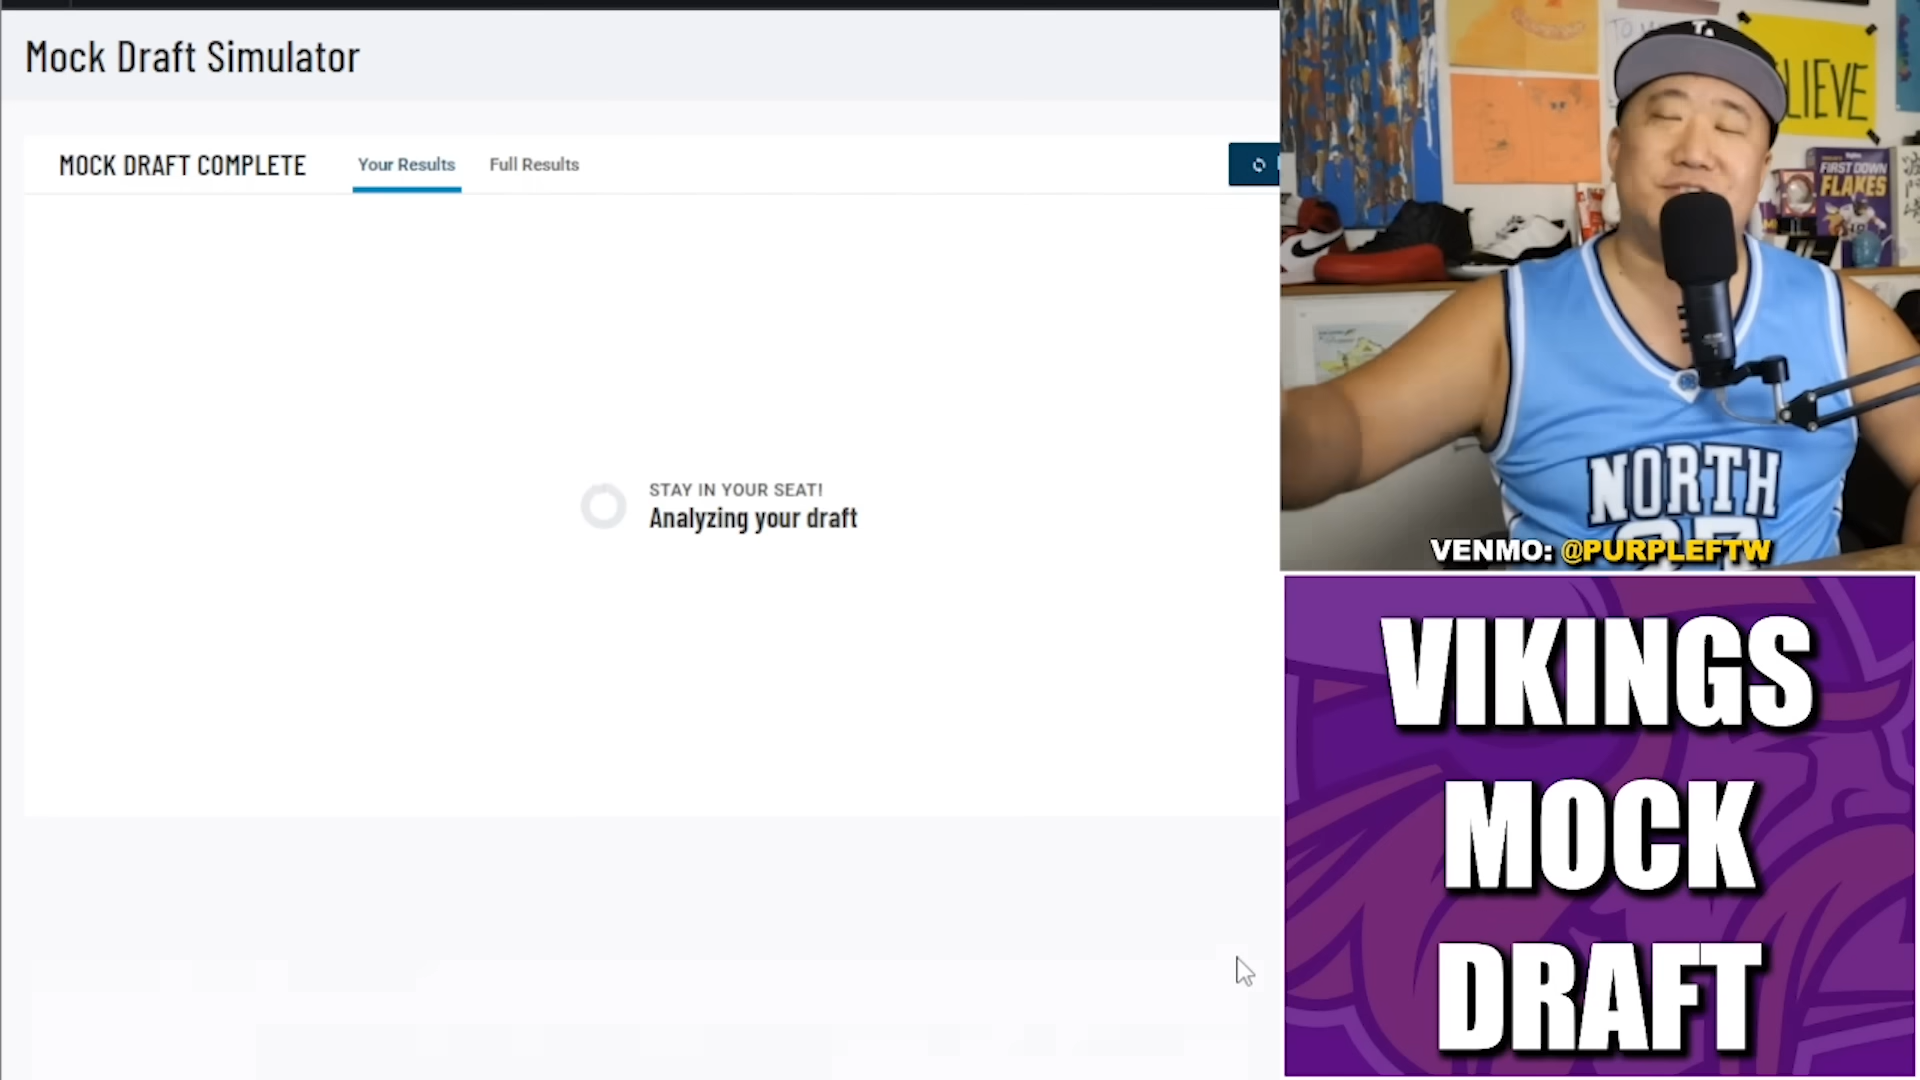 Mock Draft Simulator
MOCK DRAFT COMPLETE
Your Results
Full Results
STAY IN YOUR SEAT!
Analyzing your draft
LIEVE
FIRST DOWN
FLAKES
NORTH
VENMO: @PURPLEFTW
VIKINGS
MOCK
DRAFT